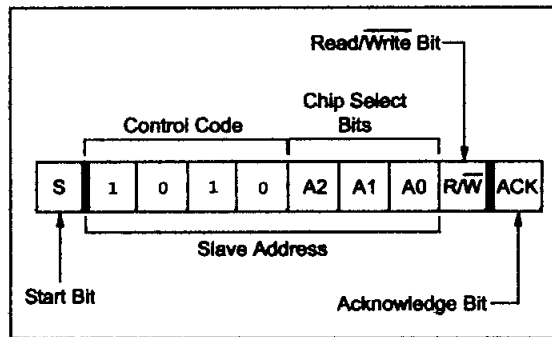 Read/Write Bit
Chip Select
Bits
Control Code
S 1 0 1 0 A2 A1 A0 R/W ACK
Slave Address
Start Bit
Acknowledge Bit